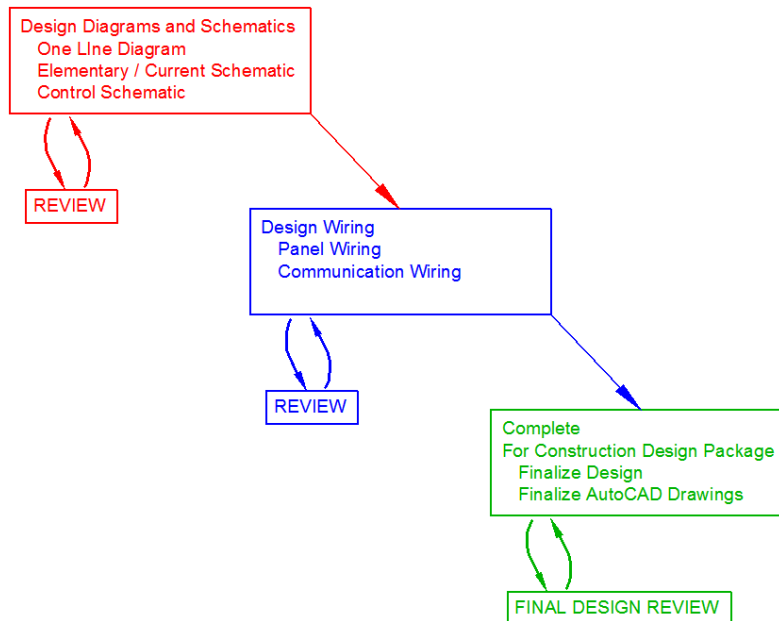 Design Diagrams and Schematics
One LIne Diagram
Elementary / Current Schematic
Control Schematic
REVIEW
Design Wiring
Panel Wiring
Communication Wiring
REVIEW
Complete
For Construction Design Package
Finalize Design
Finalize AutoCAD Drawings
FINAL DESIGN REVIEW